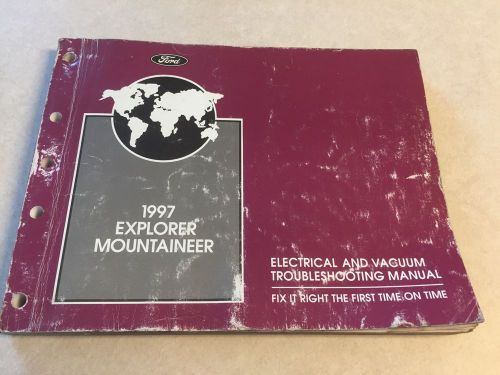 Ford
1997
EXPLORER
MOUNTAINEER
ELECTRICAL AND VACUUM
TROUBLESHOOTING MANUAL
FIX IT RIGHT THE FIRST TIME.ON TIME